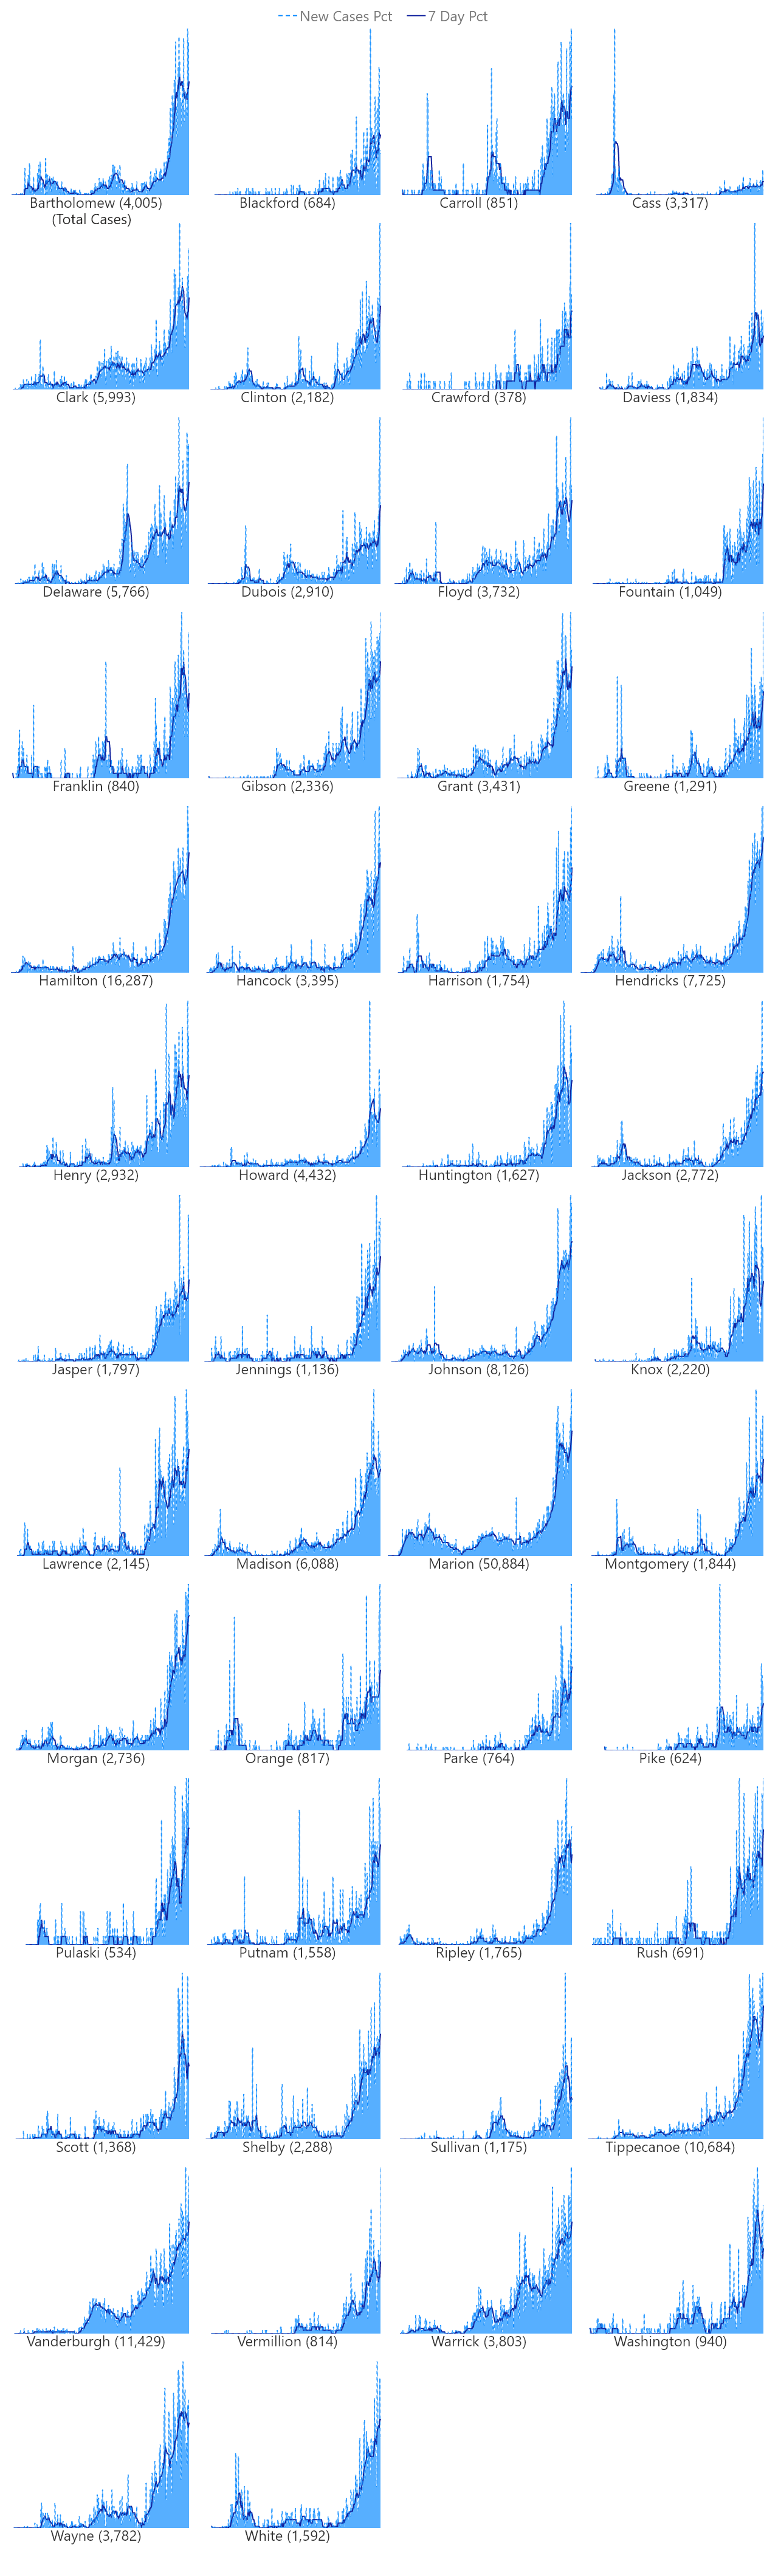 New Cases Pct 7 Day Pct
Bartholomew (4,005) Blackford (684) Carroll (851) Cass (3,317)
(Total Cases)
Clark (5,993) Clinton (2,182) Crawford (378) Daviess (1,834)
Delaware (5,766) Dubois (2,910) Floyd (3,732) Fountain (1,049)
Franklin (840) Gibson (2,336) Grant (3,431) Greene (1,291)
Hamilton (16,287) Hancock (3,395) Harrison (1,754) Hendricks (7,725)
Henry (2,932) Howard (4,432) Huntington (1,627) Jackson (2,772)
Jasper (1,797) Jennings (1,136) Johnson (8,126) Knox (2,220)
Lawrence (2,145) Madison (6,088) Marion (50,884) Montgomery (1,844)
Morgan (2,736) Orange (817) Parke (764) Pike (624)
Pulaski (534) Putnam (1,558) Ripley (1,765) Rush (691)
Scott (1,368) Shelby (2,288) Sullivan (1,175) Tippecanoe (10,684)
Vanderburgh (11,429) Vermillion (814) Warrick (3,803) Washington (940)
Wayne (3,782) White (1,592)